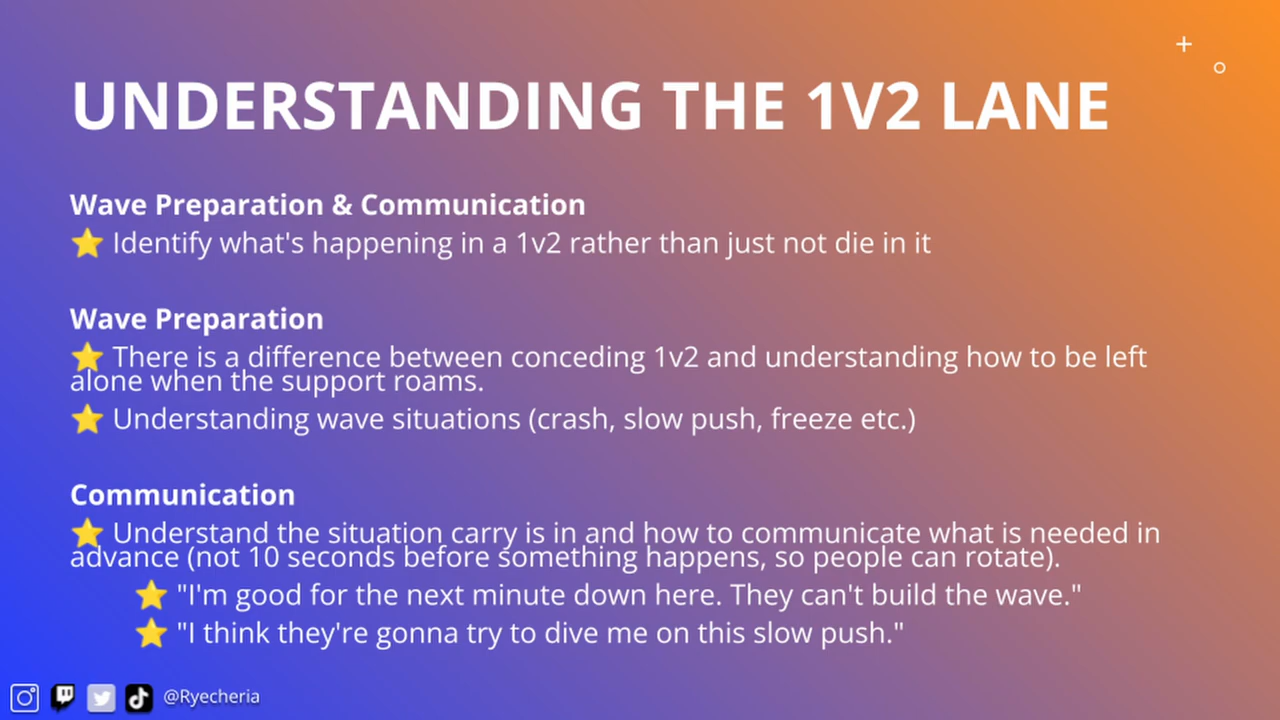 UNDERSTANDING THE 1V2 LANE
Wave Preparation & Communication
⭐ Identify what's happening in a 1v2 rather than just not die in it
Wave Preparation
⭐ There is a difference between conceding 1v2 and understanding how to be left
alone when the support roams.
⭐ Understanding wave situations (crash, slow push, freeze etc.)
Communication
⭐ Understand the situation carry is in and how to communicate what is needed in
advance (not 10 seconds before something happens, so people can rotate).
⭐ "I'm good for the next minute down here. They can't build the wave."
⭐ "I think they're gonna try to dive me on this slow push."
@Ryecheria